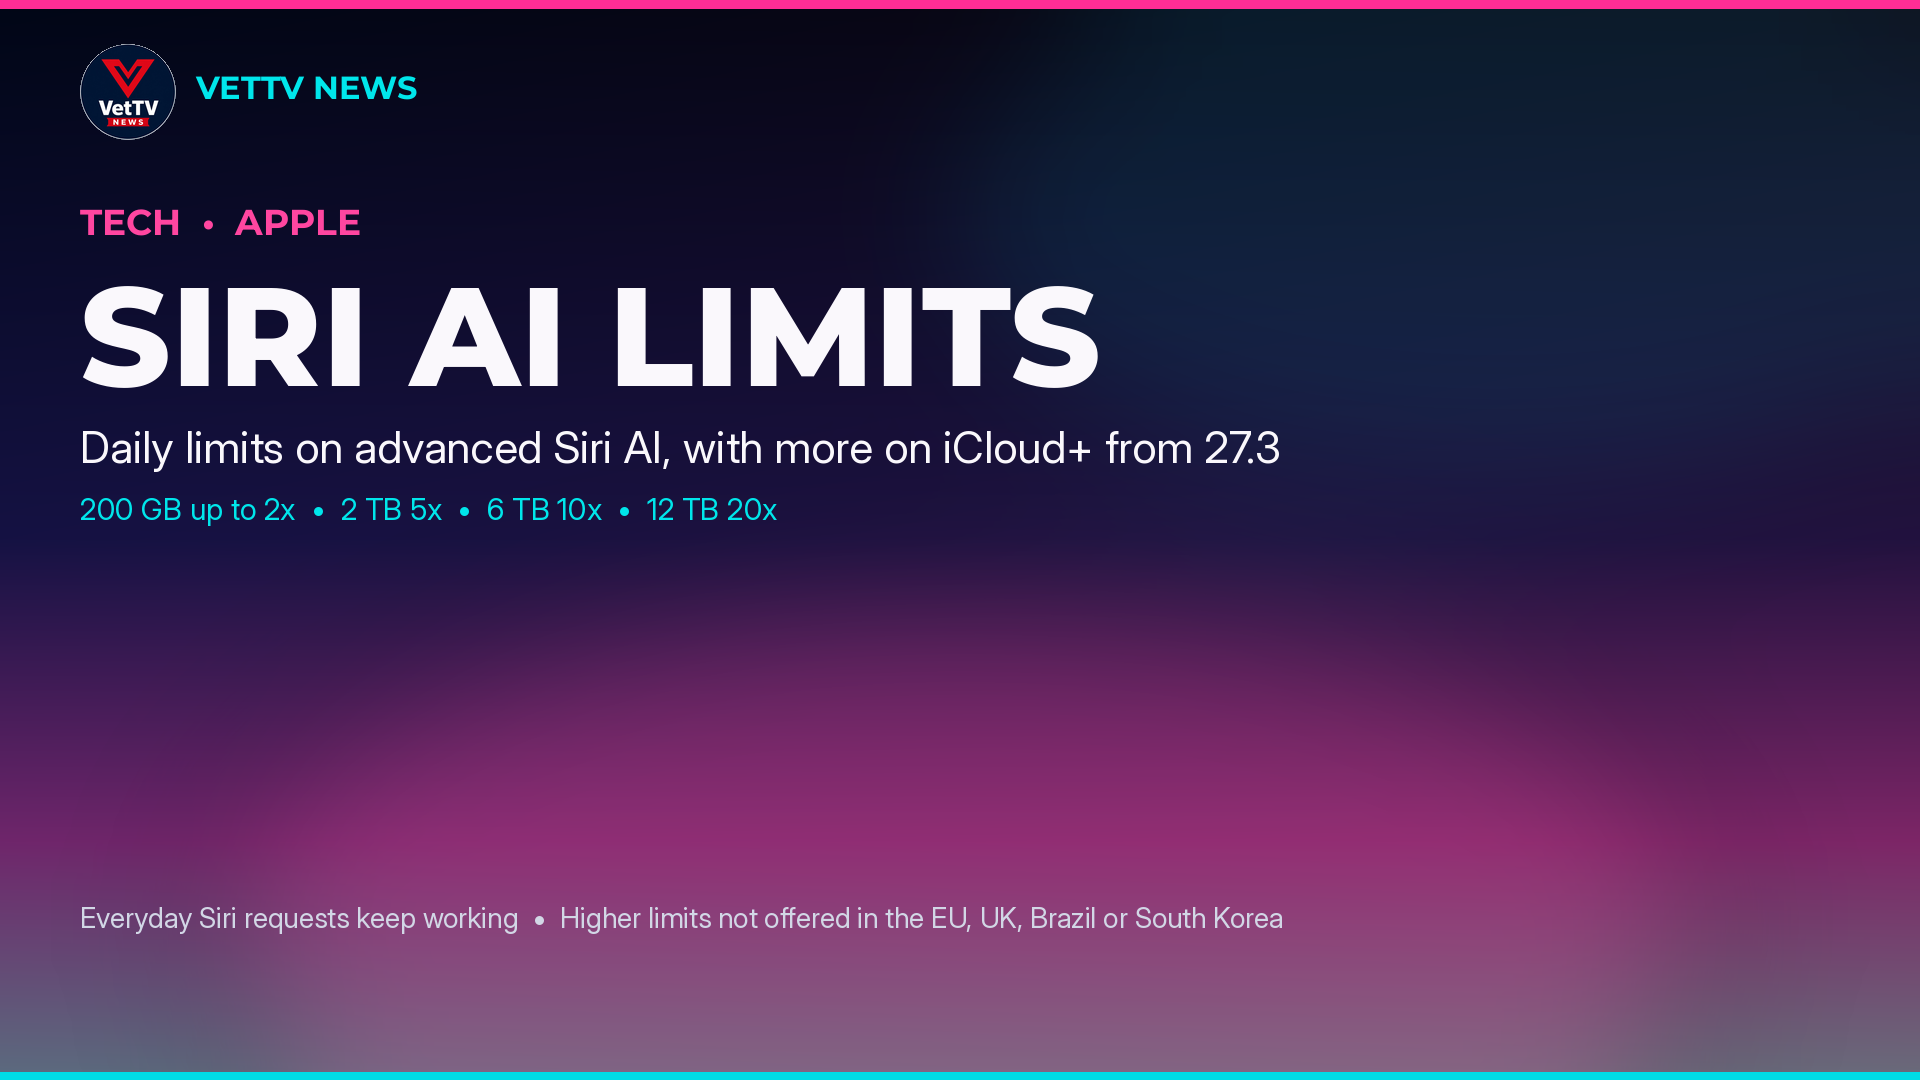 VetTV
NEWS
VETTV NEWS
TECH • APPLE
SIRI AI LIMITS
Daily limits on advanced Siri AI, with more on iCloud+ from 27.3
200 GB up to 2x • 2 TB 5x • 6 TB 10x • 12 TB 20x
Everyday Siri requests keep working • Higher limits not offered in the EU, UK, Brazil or South Korea